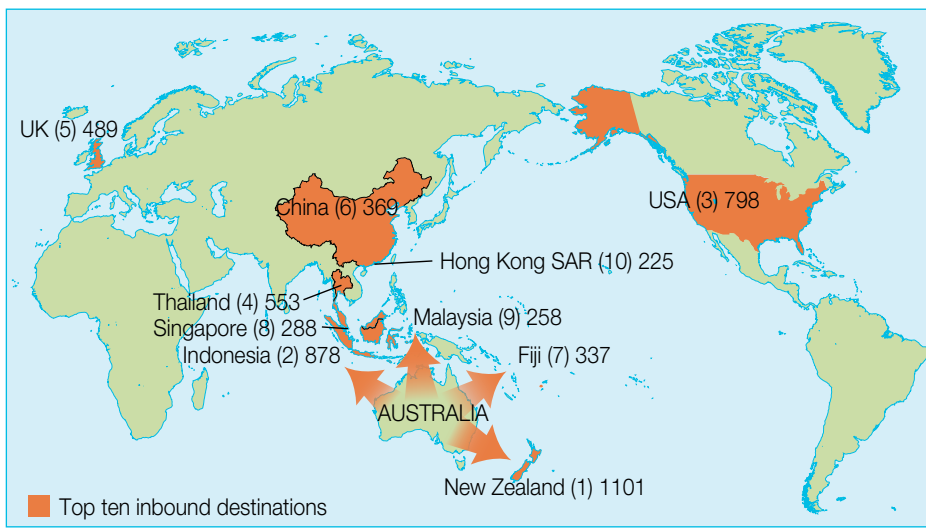 UK (5) 489
China (6) 369
USA (3) 798
Hong Kong SAR (10) 225
Thailand (4) 553
Singapore (8) 288
Malaysia (9) 258
Indonesia (2) 878
Fiji (7) 337
AUSTRALIA
New Zealand (1) 1101
Top ten inbound destinations